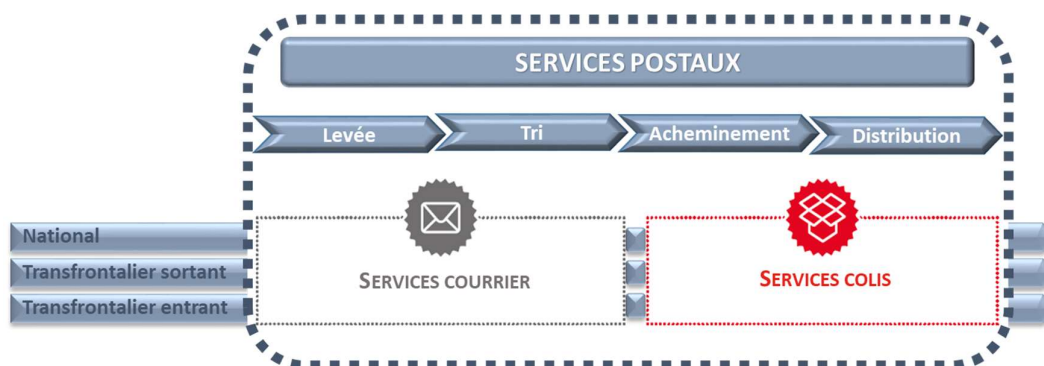 SERVICES POSTAUX
Levée
Tri
Acheminement
Distribution
National
Transfrontalier sortant
Transfrontalier entrant
SERVICES COURRIER
SERVICES COLIS